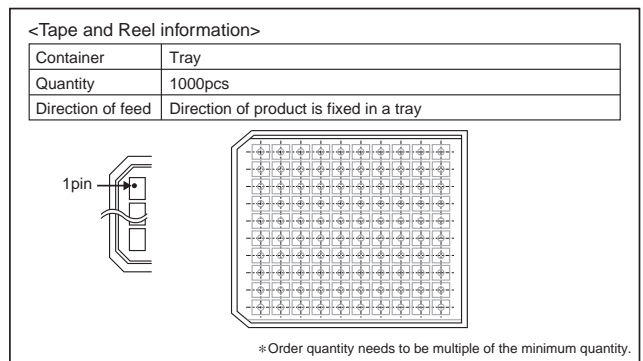 <Tape and Reel information>
Container Tray
Quantity 1000pcs
Direction of feed Direction of product is fixed in a tray
1pin
∗Order quantity needs to be multiple of the minimum quantity.